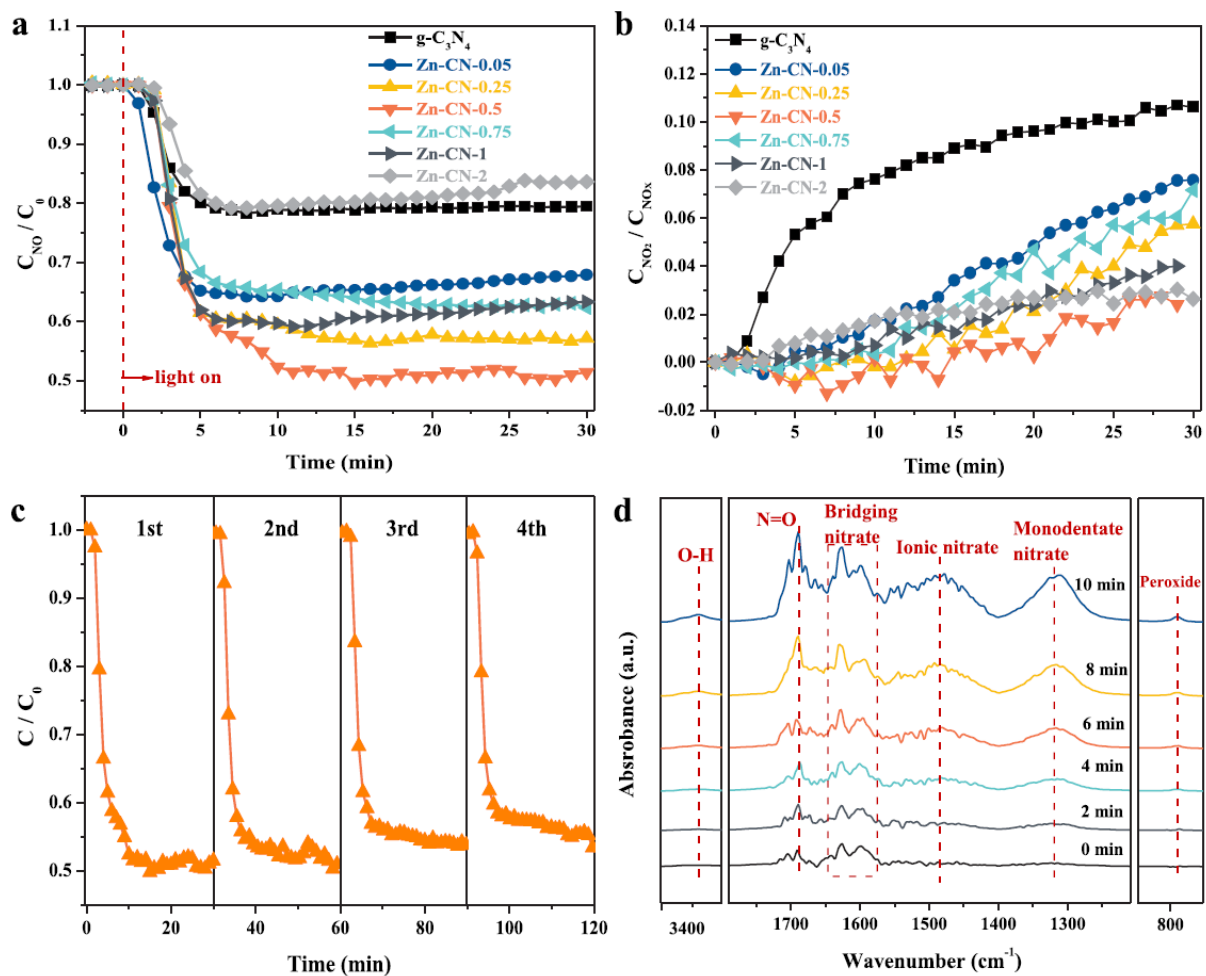 a
1.1
1.0
0.9
0.8
0.7
0.6
0.5
C_NO / C_0
g-C3N4
Zn-CN-0.05
Zn-CN-0.25
Zn-CN-0.5
Zn-CN-0.75
Zn-CN-1
Zn-CN-2
light on
0 5 10 15 20 25 30
Time (min)
b
0.14
0.12
0.10
0.08
0.06
0.04
0.02
0.00
-0.02
C_NO2 / C_NOx
g-C3N4
Zn-CN-0.05
Zn-CN-0.25
Zn-CN-0.5
Zn-CN-0.75
Zn-CN-1
Zn-CN-2
0 5 10 15 20 25 30
Time (min)
c
1st 2nd 3rd 4th
1.0
0.9
0.8
0.7
0.6
0.5
C / C0
0 20 40 60 80 100 120
Time (min)
d
O-H
N=O
Bridging
nitrate
Ionic nitrate
Monodentate
nitrate
Peroxide
10 min
8 min
6 min
4 min
2 min
0 min
Absrobance (a.u.)
3400 1700 1600 1500 1400 1300 800
Wavenumber (cm-1)